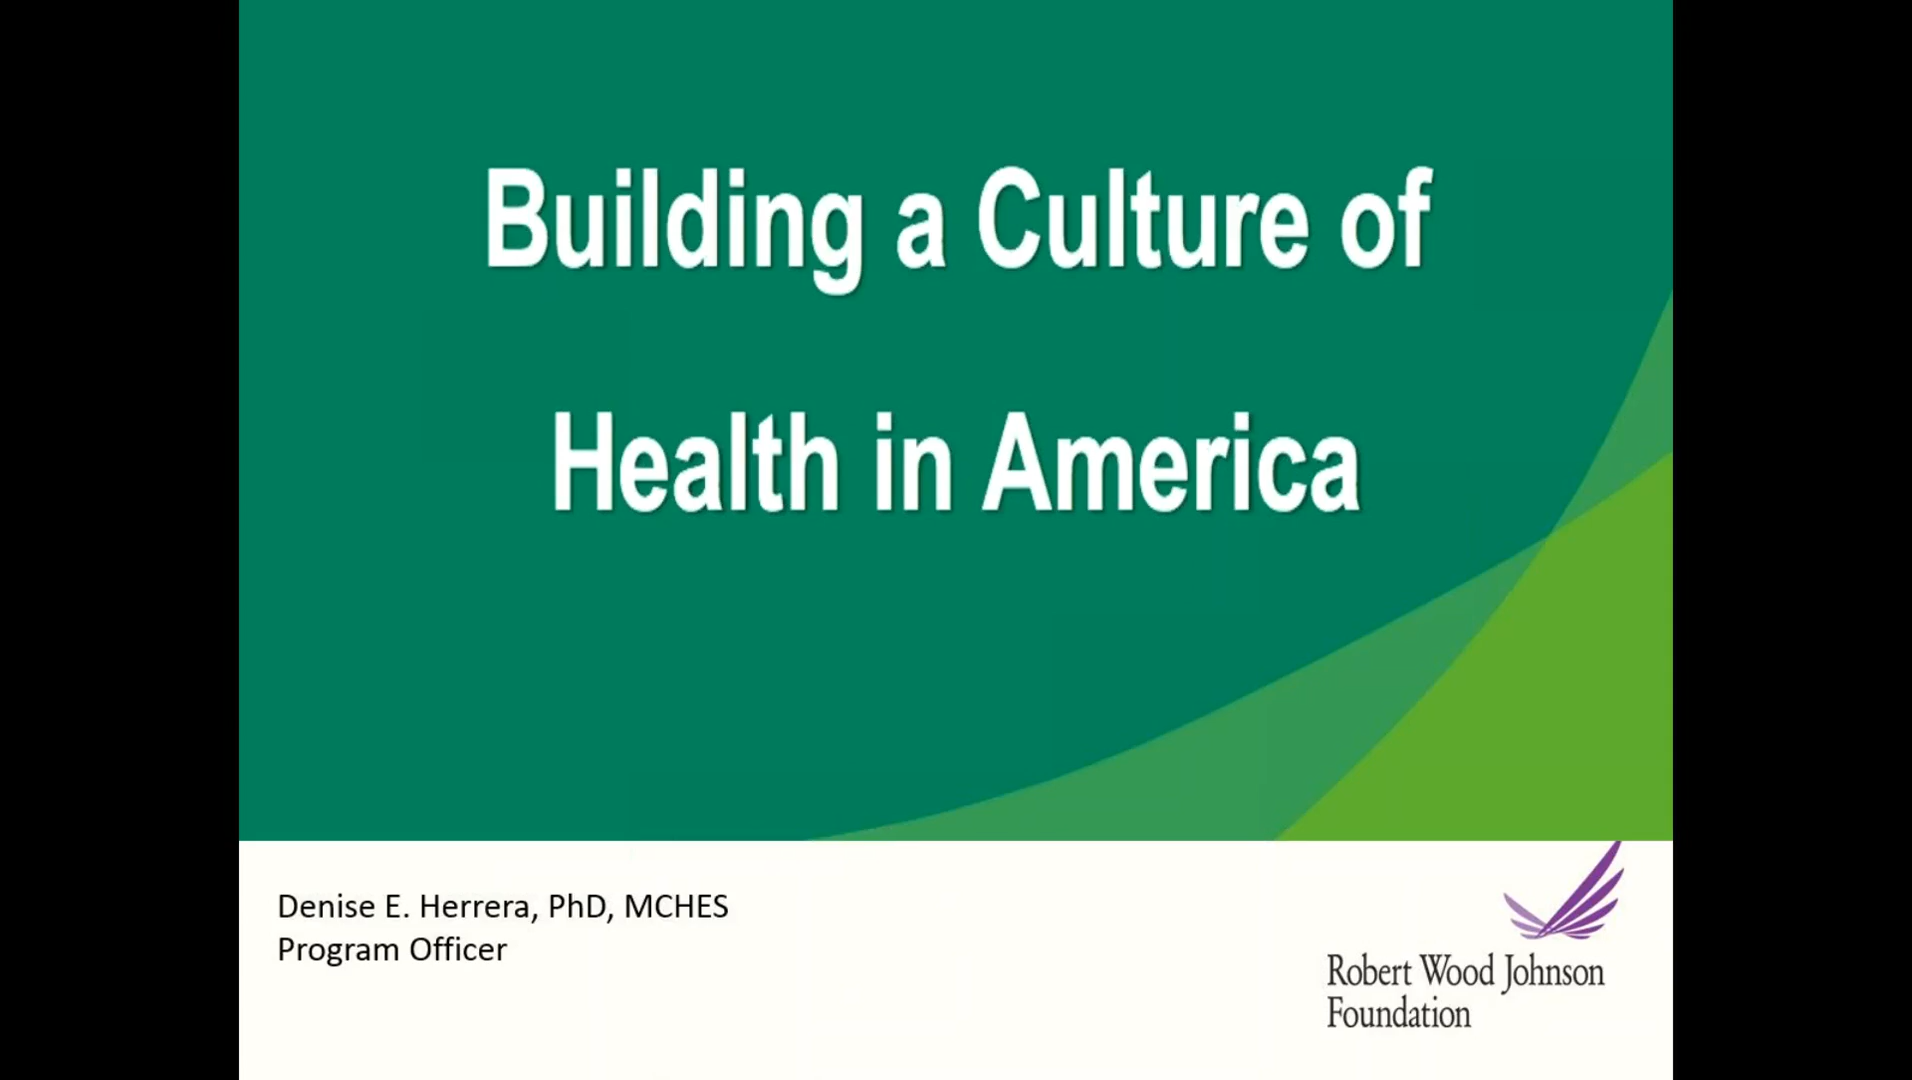 Building a Culture of
Health in America
Denise E. Herrera, PhD, MCHES
Program Officer
Robert Wood Johnson
Foundation